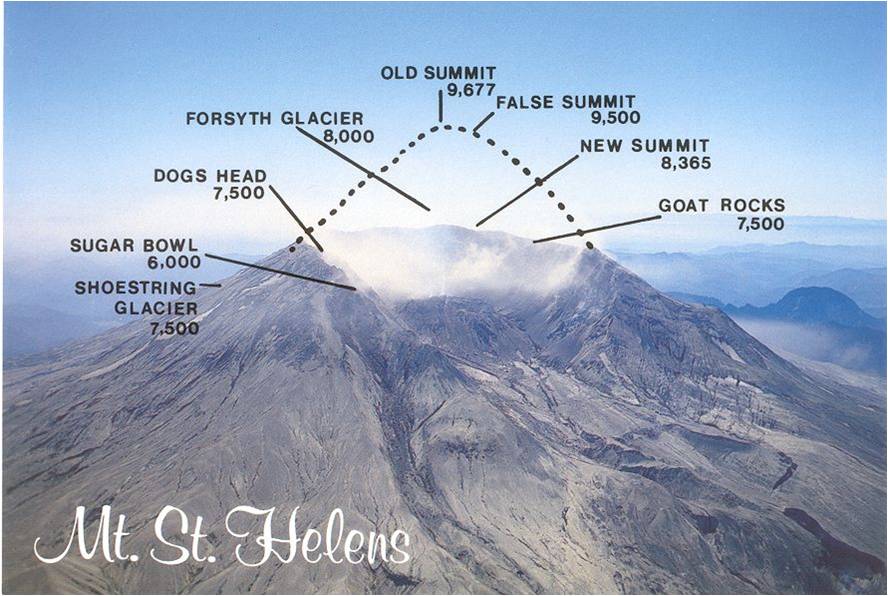 OLD SUMMIT
9,677
FALSE SUMMIT
9,500
FORSYTH GLACIER
8,000
NEW SUMMIT
8,365
DOGS HEAD
7,500
GOAT ROCKS
7,500
SUGAR BOWL
6,000
SHOESTRING
GLACIER
7,500
Mt. St. Helens